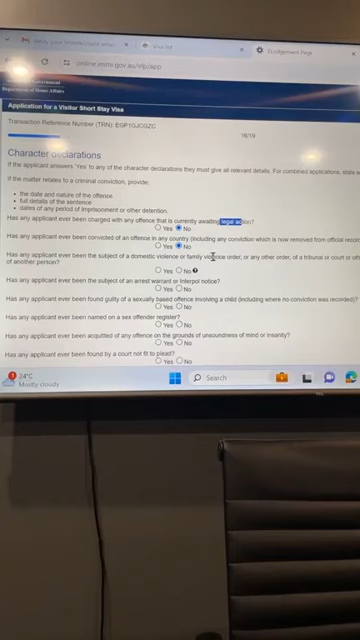 Visa list
Elodgement Page
online.immi.gov.au/elp/app
Department of Home Affairs
Application for a Visitor Short Stay Visa
Transaction Reference Number (TRN):
16/19
Character declarations
If the applicant answers 'Yes' to any of the character declarations they must give all relevant details. For combined applications, state
If the matter relates to a criminal conviction, provide:
• the date and nature of the offence
• full details of the sentence
• dates of any period of imprisonment or other detention.
Has any applicant ever been charged with any offence that is currently awaiting legal action?
Yes No
Has any applicant ever been convicted of an offence in any country (including any conviction which is now removed from official
Yes No
Has any applicant ever been the subject of a domestic violence or family violence order, or any other order, of a tribunal or court or
of another person?
Yes No
Has any applicant ever been the subject of an arrest warrant or Interpol notice?
Yes No
Has any applicant ever been found guilty of a sexually based offence involving a child (including where no conviction was recorded)?
Yes No
Has any applicant ever been named on a sex offender register?
Yes No
Has any applicant ever been acquitted of any offence on the grounds of unsoundness of mind or insanity?
Yes No
Has any applicant ever been found by a court not fit to plead?
Yes No
24°C
Mostly cloudy
Search